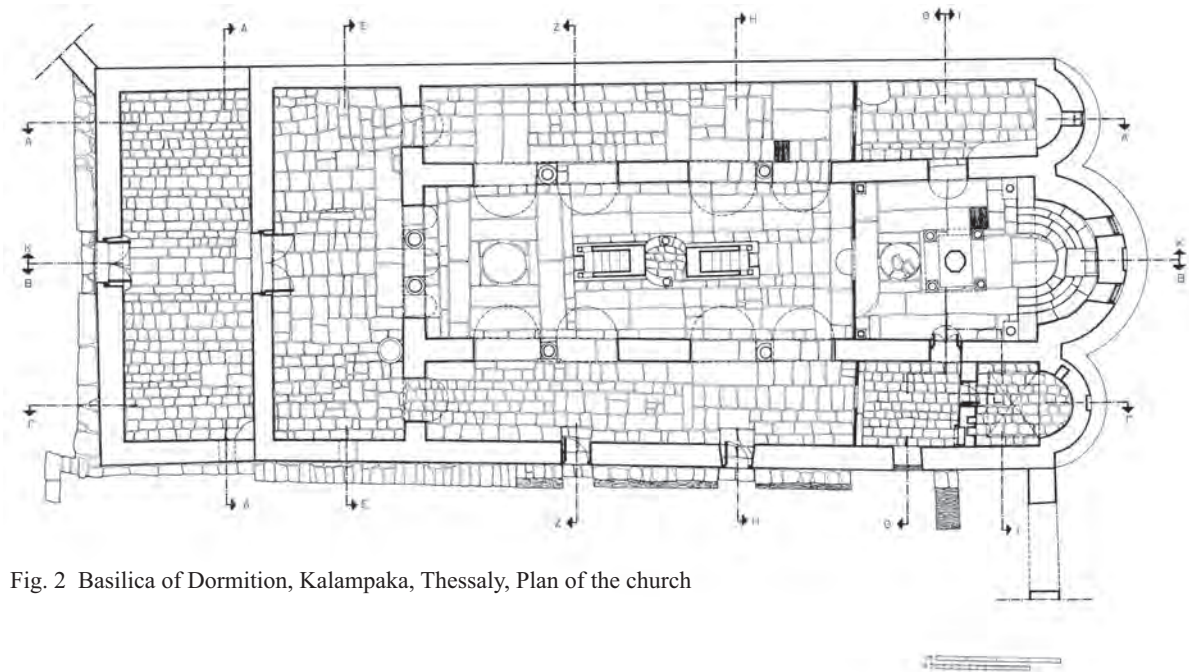 Δ E Z H Θ I
A A
K K
B B
Γ Γ
Δ E Z H Θ I
Fig. 2 Basilica of Dormition, Kalampaka, Thessaly, Plan of the church